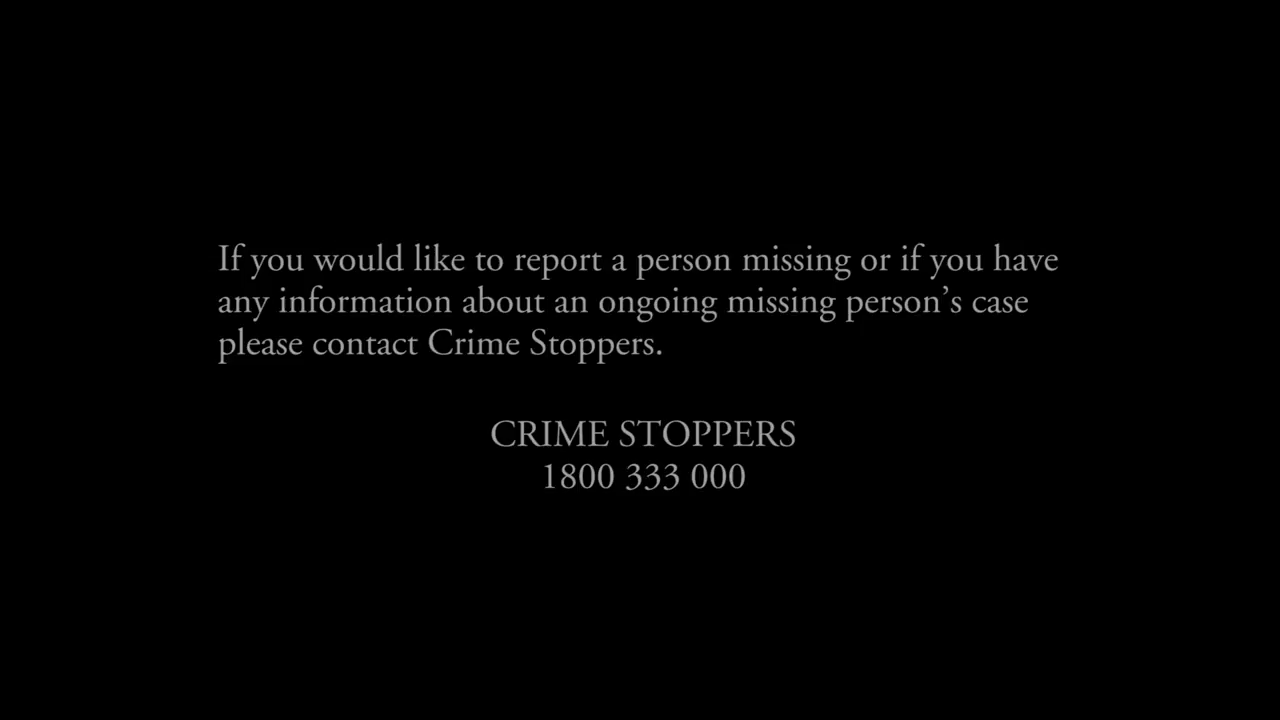 If you would like to report a person missing or if you have
any information about an ongoing missing person’s case
please contact Crime Stoppers.
CRIME STOPPERS
1800 333 000